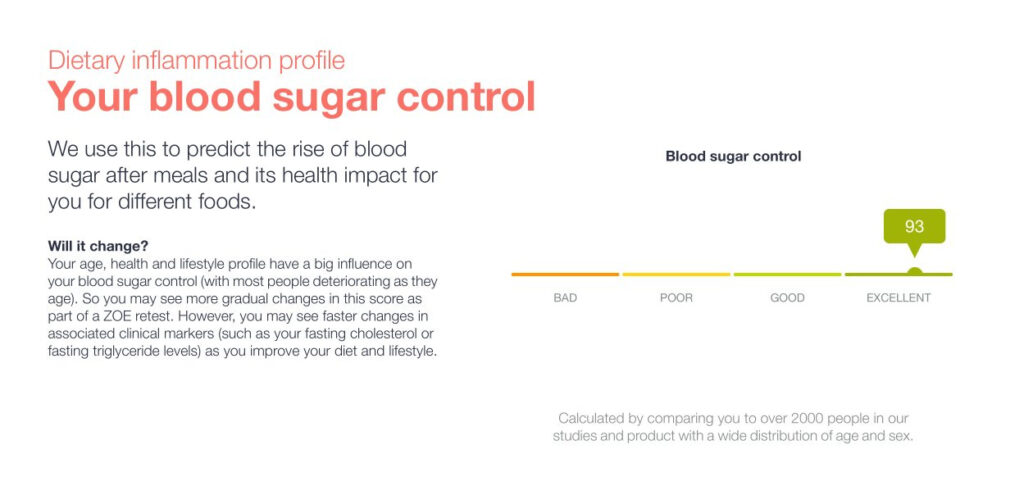 Dietary inflammation profile
Your blood sugar control
We use this to predict the rise of blood
sugar after meals and its health impact for
you for different foods.
Will it change?
Your age, health and lifestyle profile have a big influence on
your blood sugar control (with most people deteriorating as they
age). So you may see more gradual changes in this score as
part of a ZOE retest. However, you may see faster changes in
associated clinical markers (such as your fasting cholesterol or
fasting triglyceride levels) as you improve your diet and lifestyle.
Blood sugar control
93
BAD POOR GOOD EXCELLENT
Calculated by comparing you to over 2000 people in our
studies and product with a wide distribution of age and sex.